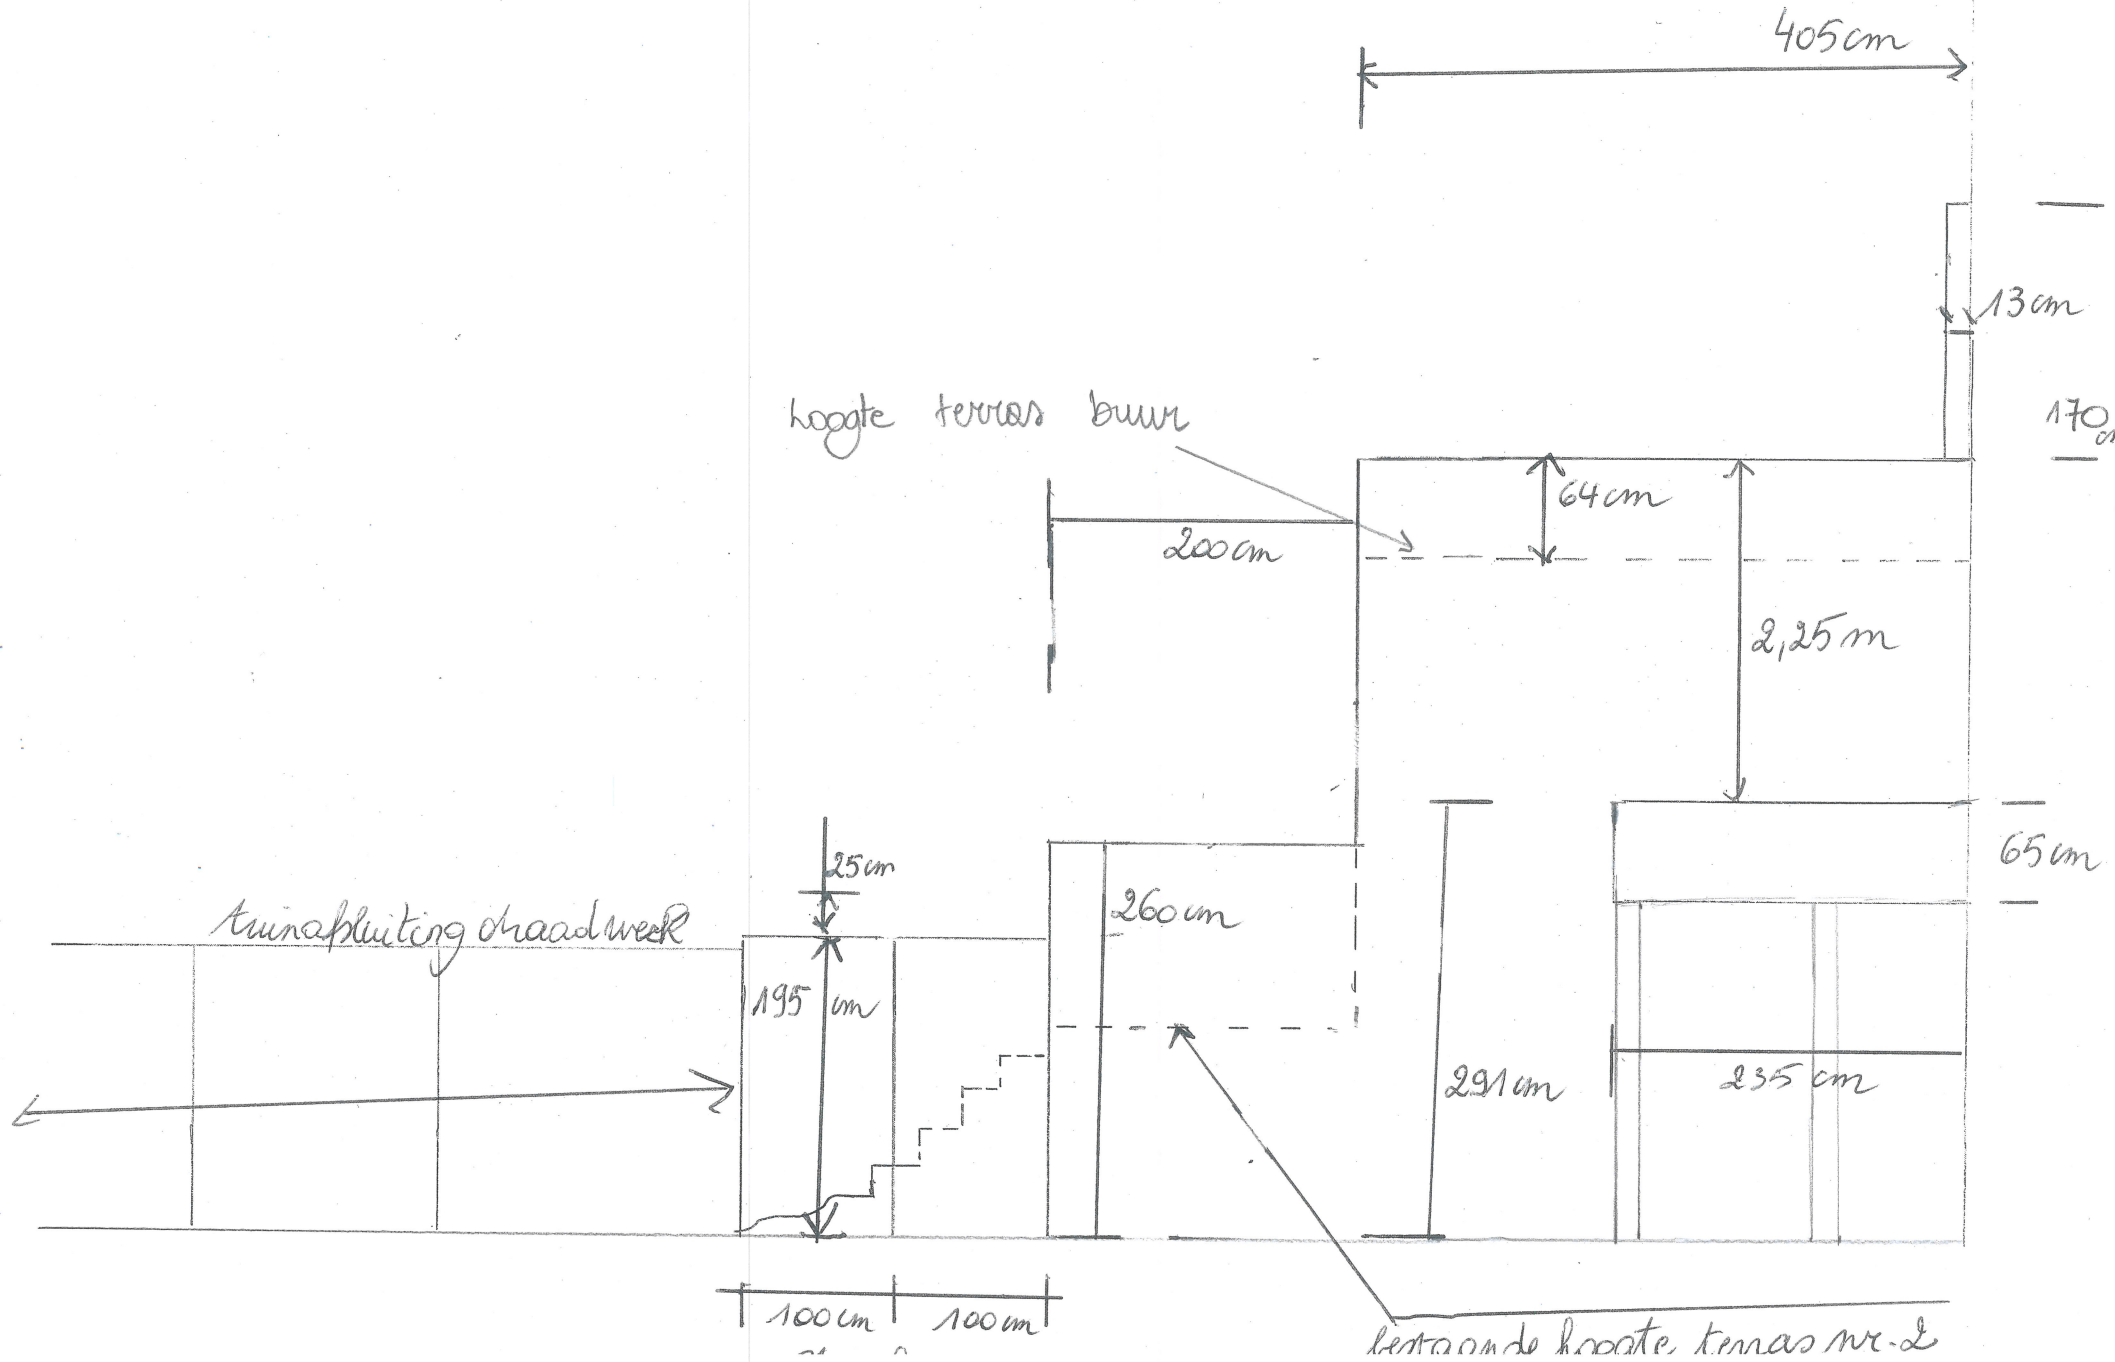 405cm
13cm
170
hoogte terras buur
64cm
200cm
2,25m
25cm
65cm
260cm
tuinafsluiting draadwerk
195 cm
291cm
235 cm
100cm
100cm
bestaande hoogte terras nr.2